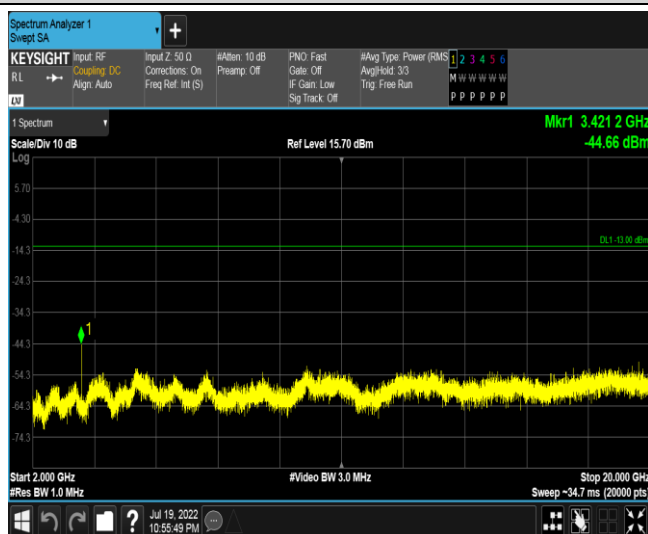 Spectrum Analyzer 1
Swept SA
+
KEYSIGHT
RL
LXI
Input: RF
Coupling: DC
Align: Auto
Input Z: 50 Ω
Corrections: On
Freq Ref: Int (S)
#Atten: 10 dB
Preamp: Off
PNO: Fast
Gate: Off
IF Gain: Low
Sig Track: Off
#Avg Type: Power (RMS
Avg|Hold: 3/3
Trig: Free Run
1 2 3 4 5 6
M W W W W W
P P P P P P
1 Spectrum
Scale/Div 10 dB
Ref Level 15.70 dBm
Mkr1 3.421 2 GHz
-44.66 dBm
Log
5.70
-4.30
DL1 -13.00 dBm
-14.3
-24.3
-34.3
1
-44.3
-54.3
-64.3
-74.3
Start 2.000 GHz
#Video BW 3.0 MHz
Stop 20.000 GHz
#Res BW 1.0 MHz
Sweep ~34.7 ms (20000 pts)
?
Jul 19, 2022
10:55:49 PM